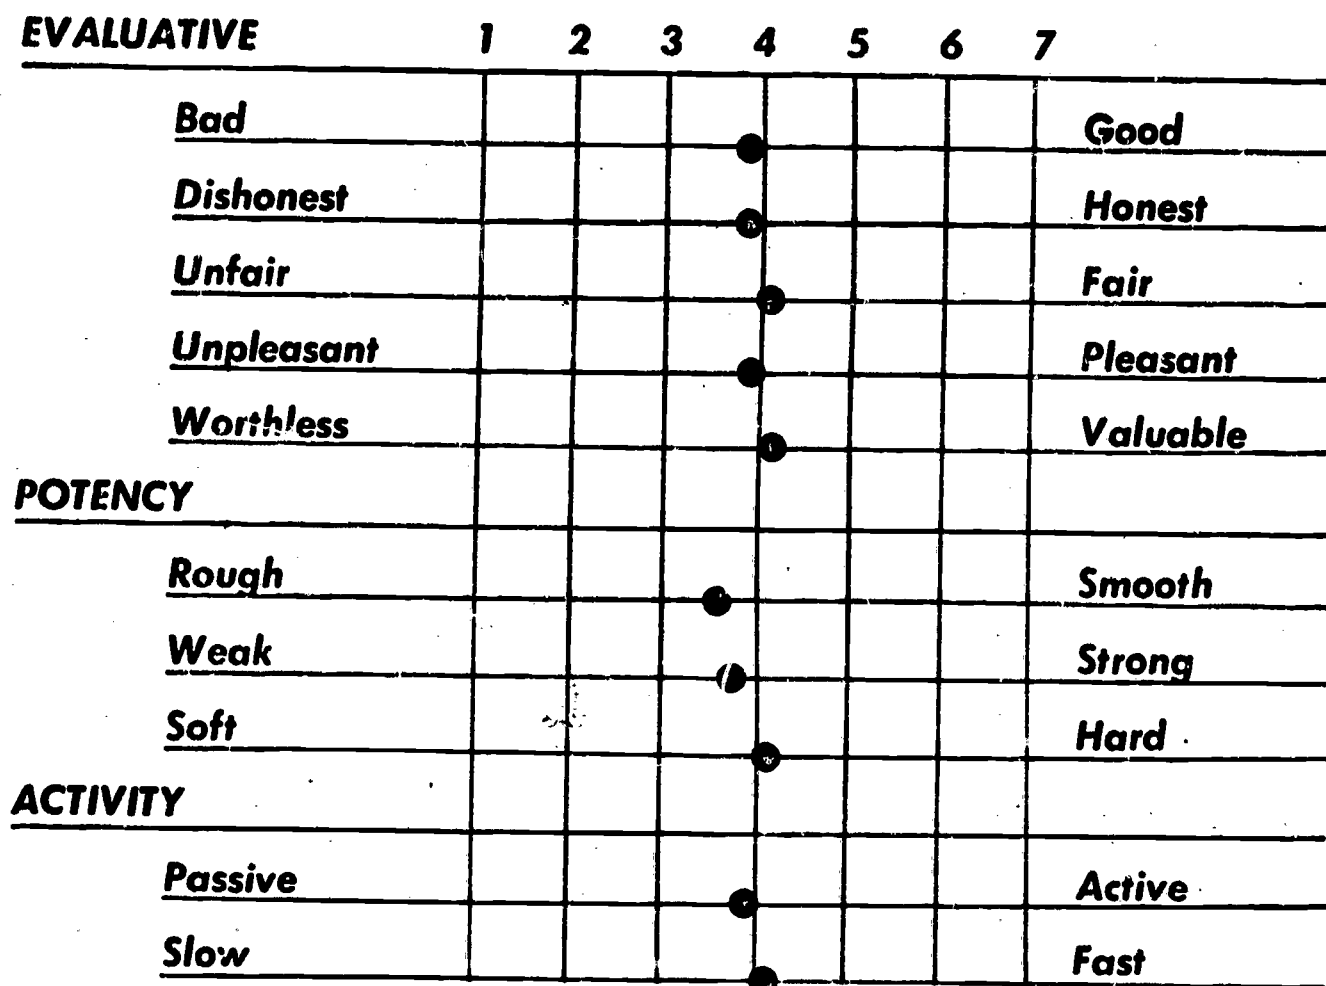 EVALUATIVE 1 2 3 4 5 6 7
Bad Good
Dishonest Honest
Unfair Fair
Unpleasant Pleasant
Worthless Valuable
POTENCY
Rough Smooth
Weak Strong
Soft Hard
ACTIVITY
Passive Active
Slow Fast